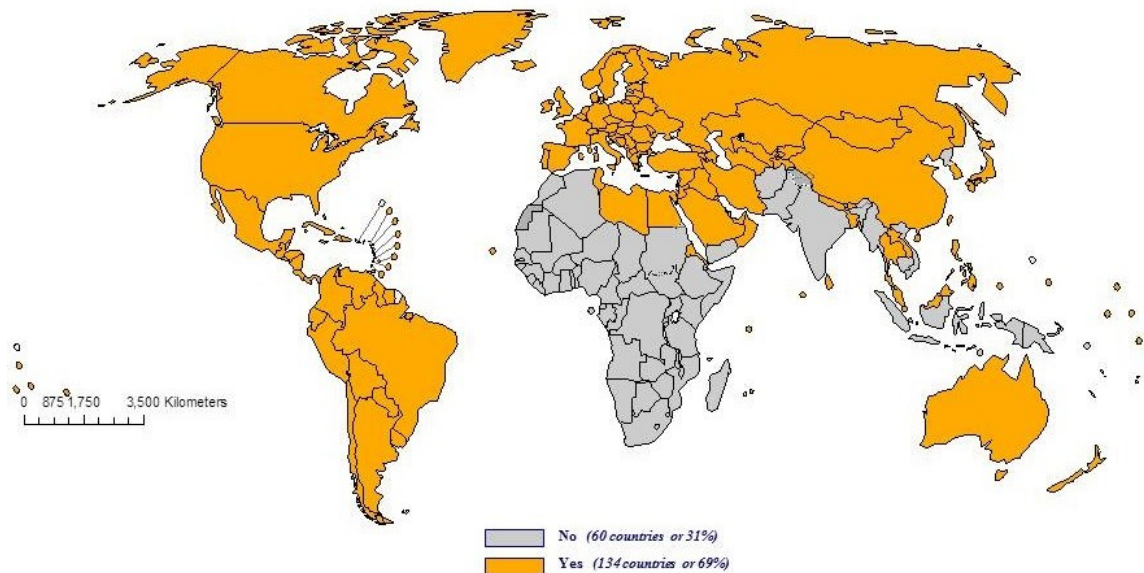 0 875 1,750 3,500 Kilometers
No (60 countries or 31%)
Yes (134 countries or 69%)